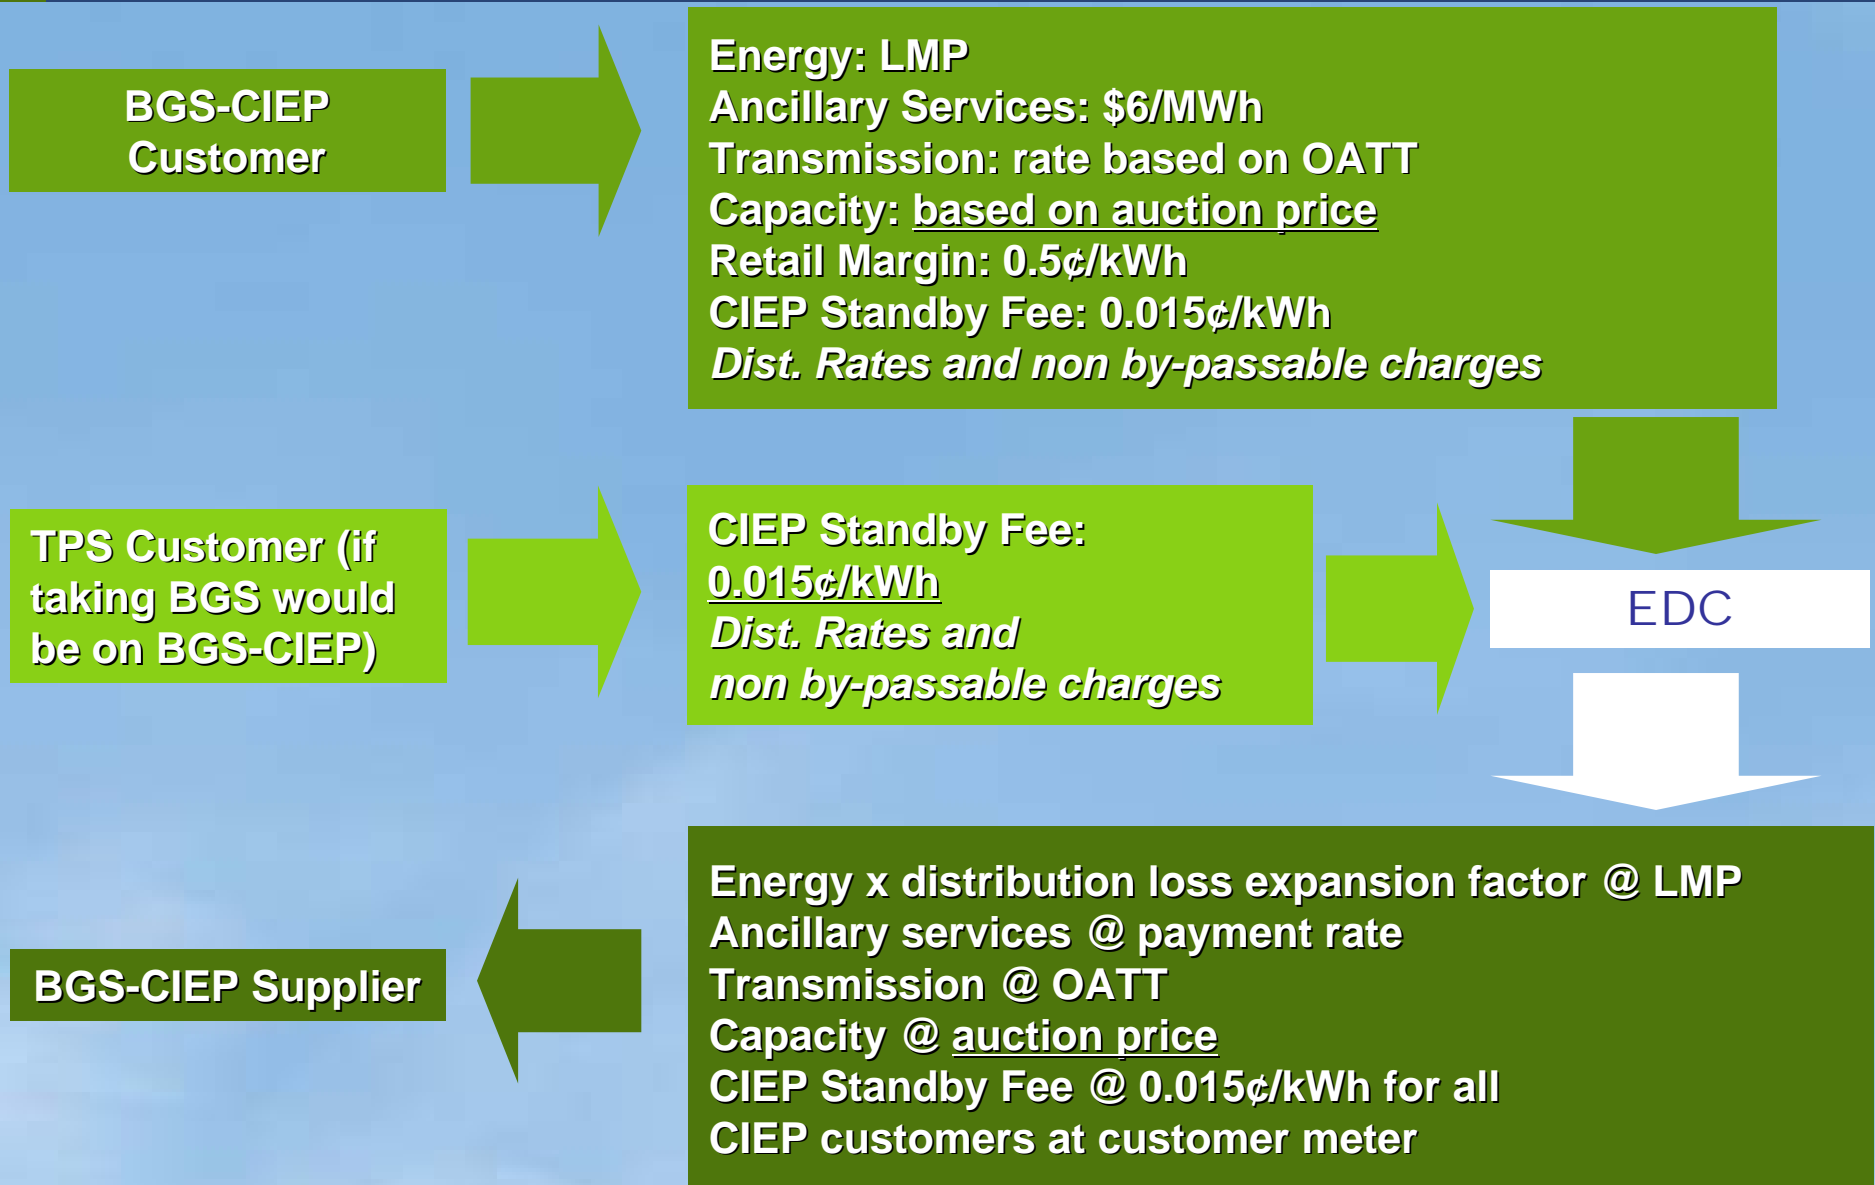 BGS-CIEP
Customer
Energy: LMP
Ancillary Services: $6/MWh
Transmission: rate based on OATT
Capacity: based on auction price
Retail Margin: 0.5¢/kWh
CIEP Standby Fee: 0.015¢/kWh
Dist. Rates and non by-passable charges
TPS Customer (if
taking BGS would
be on BGS-CIEP)
CIEP Standby Fee:
0.015¢/kWh
Dist. Rates and
non by-passable charges
EDC
BGS-CIEP Supplier
Energy x distribution loss expansion factor @ LMP
Ancillary services @ payment rate
Transmission @ OATT
Capacity @ auction price
CIEP Standby Fee @ 0.015¢/kWh for all
CIEP customers at customer meter